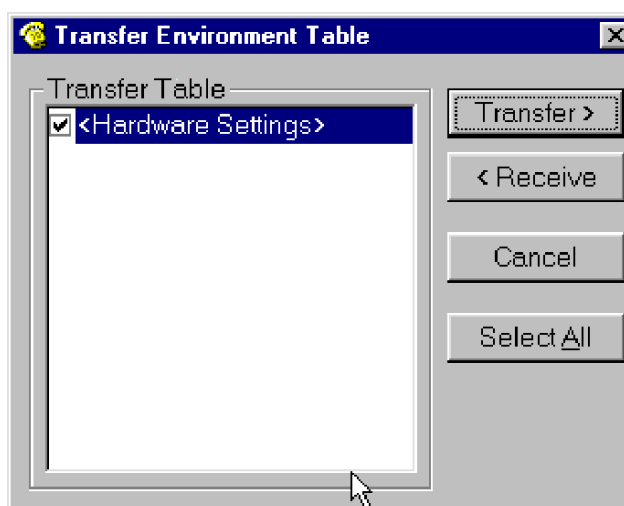 Transfer Environment Table
Transfer Table
<Hardware Settings>
Transfer >
< Receive
Cancel
Select All